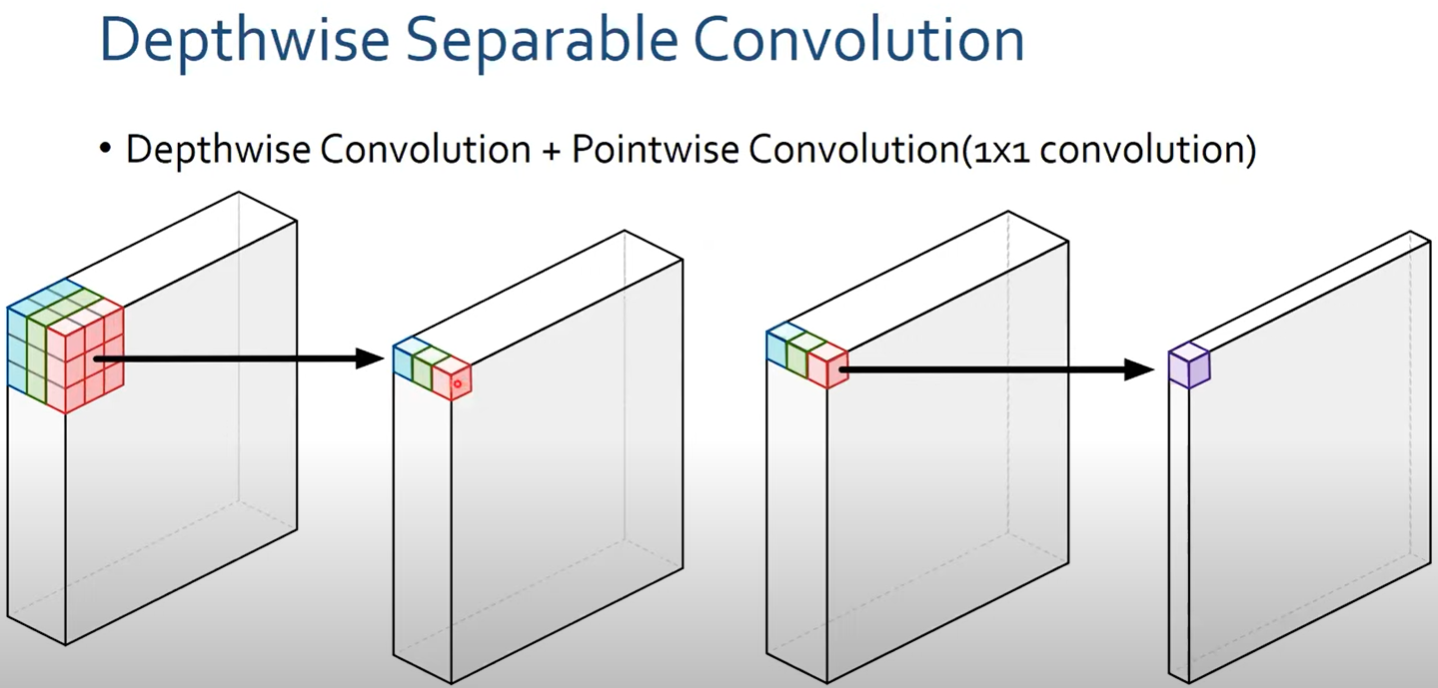 Depthwise Separable Convolution
• Depthwise Convolution + Pointwise Convolution(1x1 convolution)